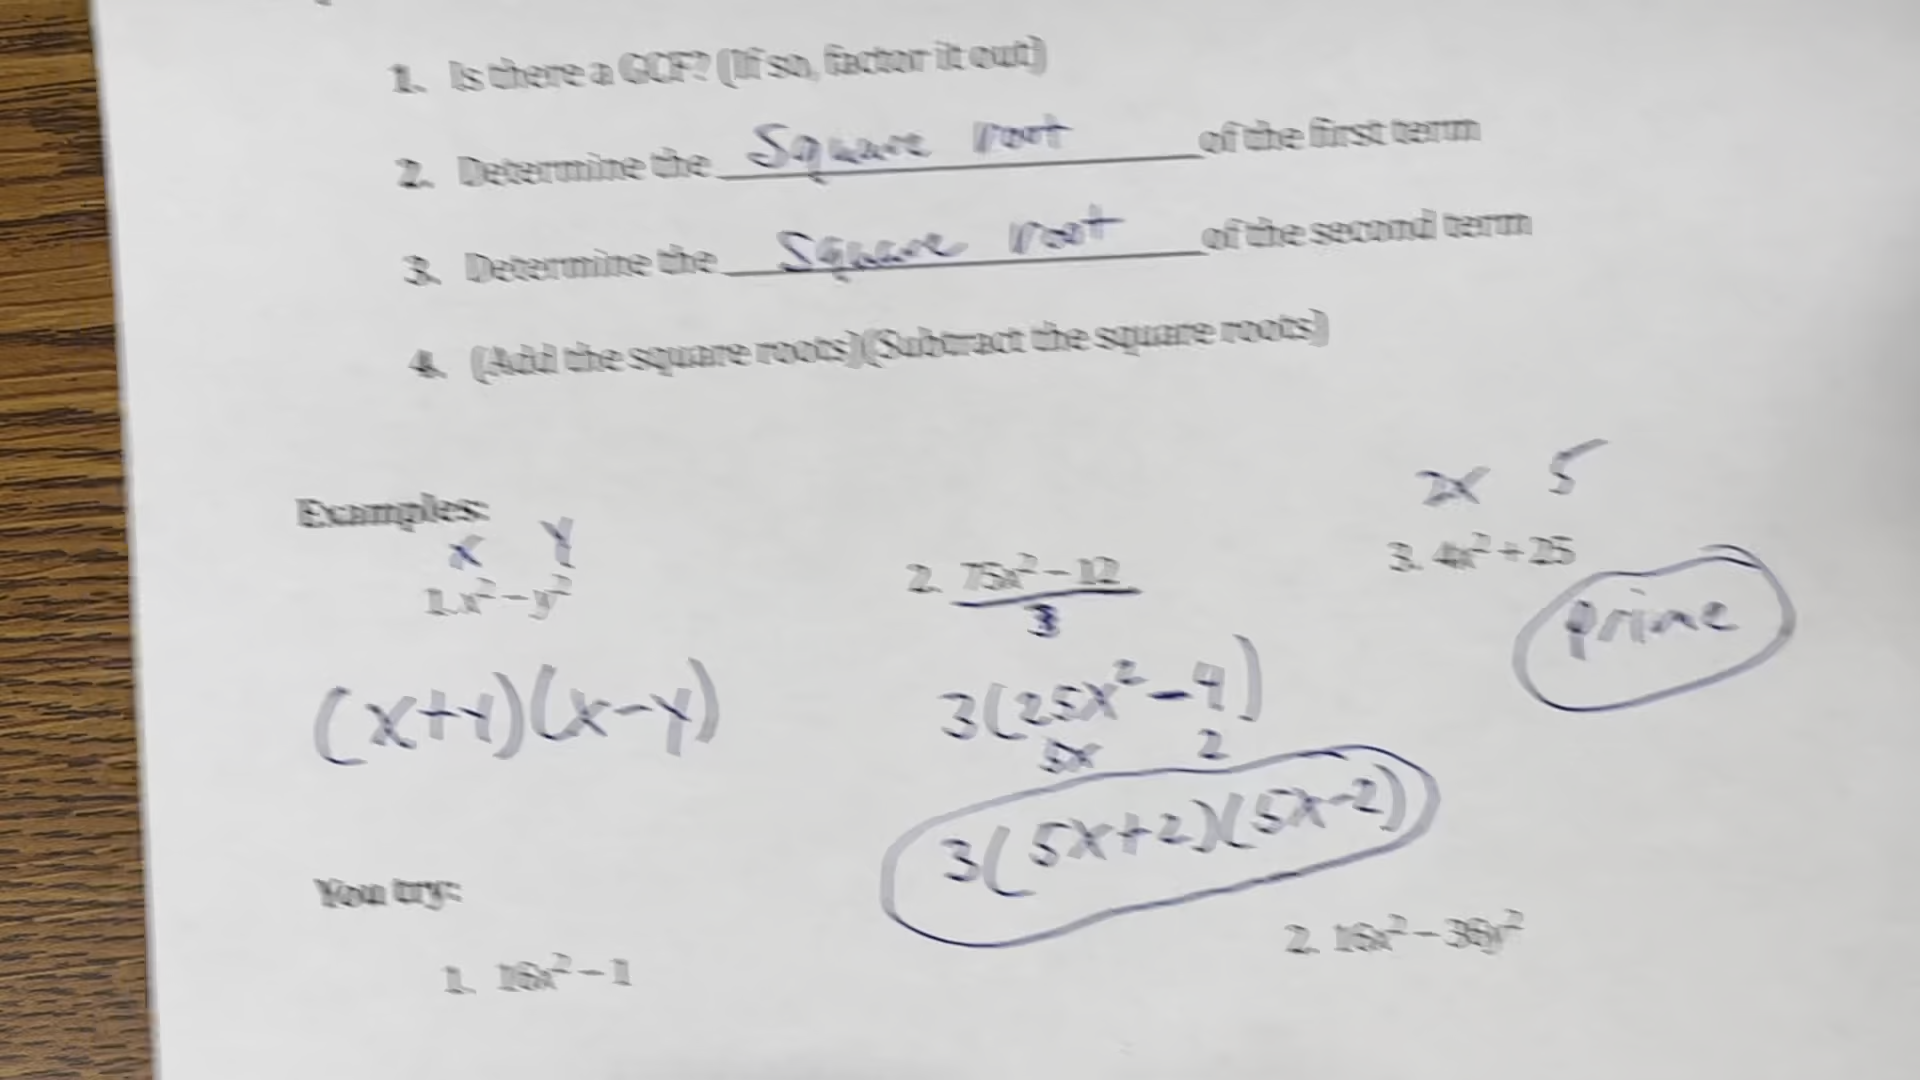 1. Is there a GCF? (If so, factor it out)
2. Determine the Square root of the first term
3. Determine the Square root of the second term
4. (Add the square roots)(Subtract the square roots)
2x 5
Examples:
x y
1. x² - y²
2. 75x² - 12
3
3. 4x² + 25
prime
(x+y)(x-y)
3(25x² - 4)
5x 2
3(5x+2)(5x-2)
You try:
1. 16x² - 1
2. 16x² - 36y²